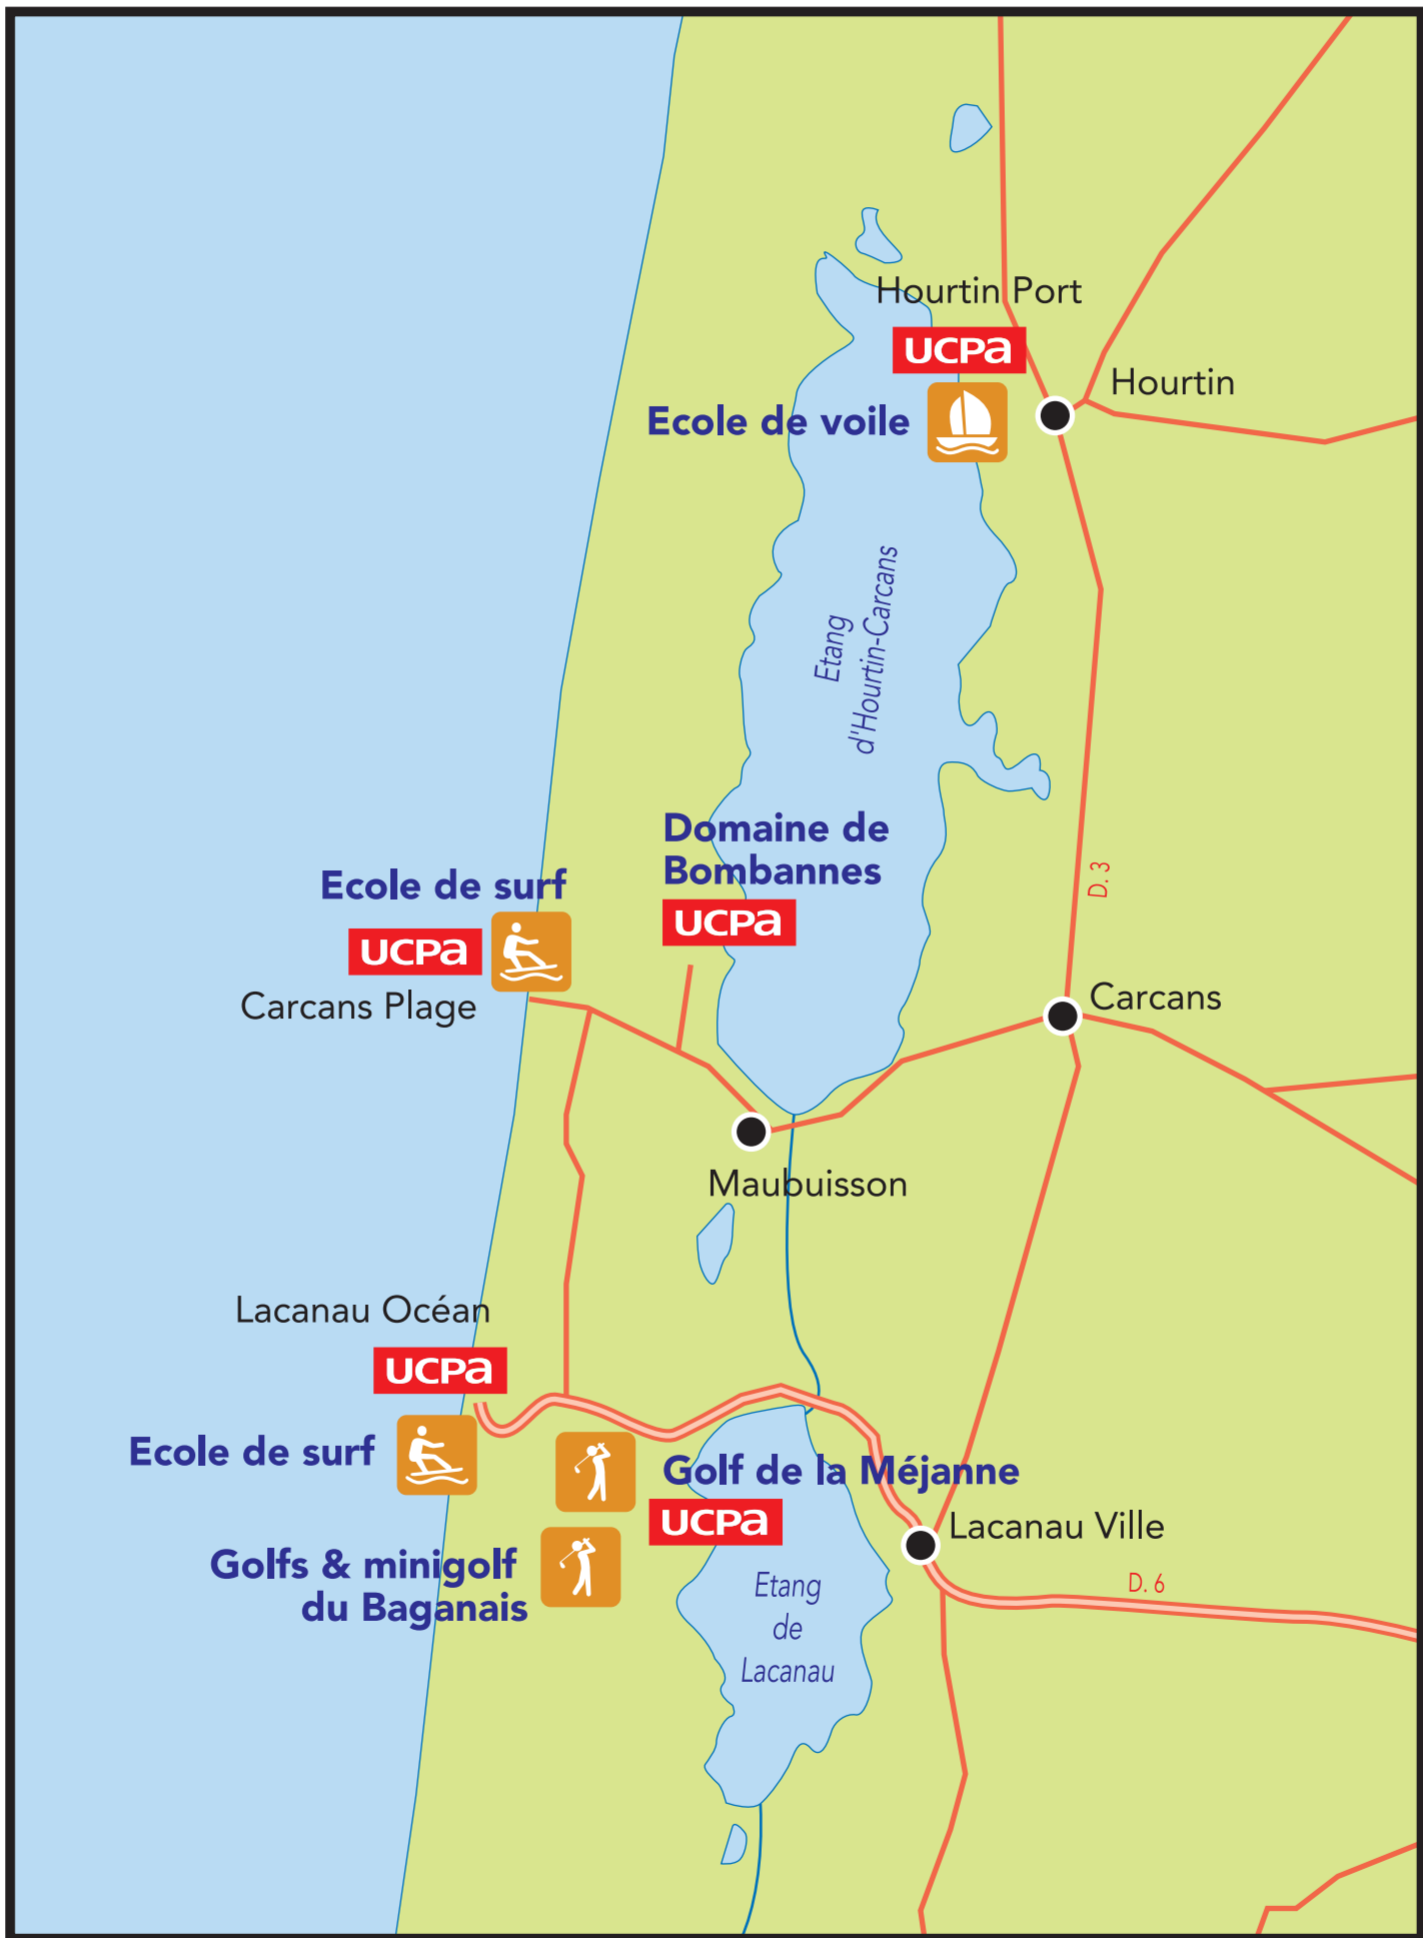 Hourtin Port
UCPa
Hourtin
Ecole de voile
Etang
d'Hourtin-Carcans
Domaine de
Bombannes
UCPa
Ecole de surf
UCPa
Carcans Plage
D. 3
Carcans
Maubuisson
Lacanau Océan
UCPa
Ecole de surf
Golf de la Méjanne
UCPa
Lacanau Ville
Golfs & minigolf
du Baganais
D. 6
Etang
de
Lacanau